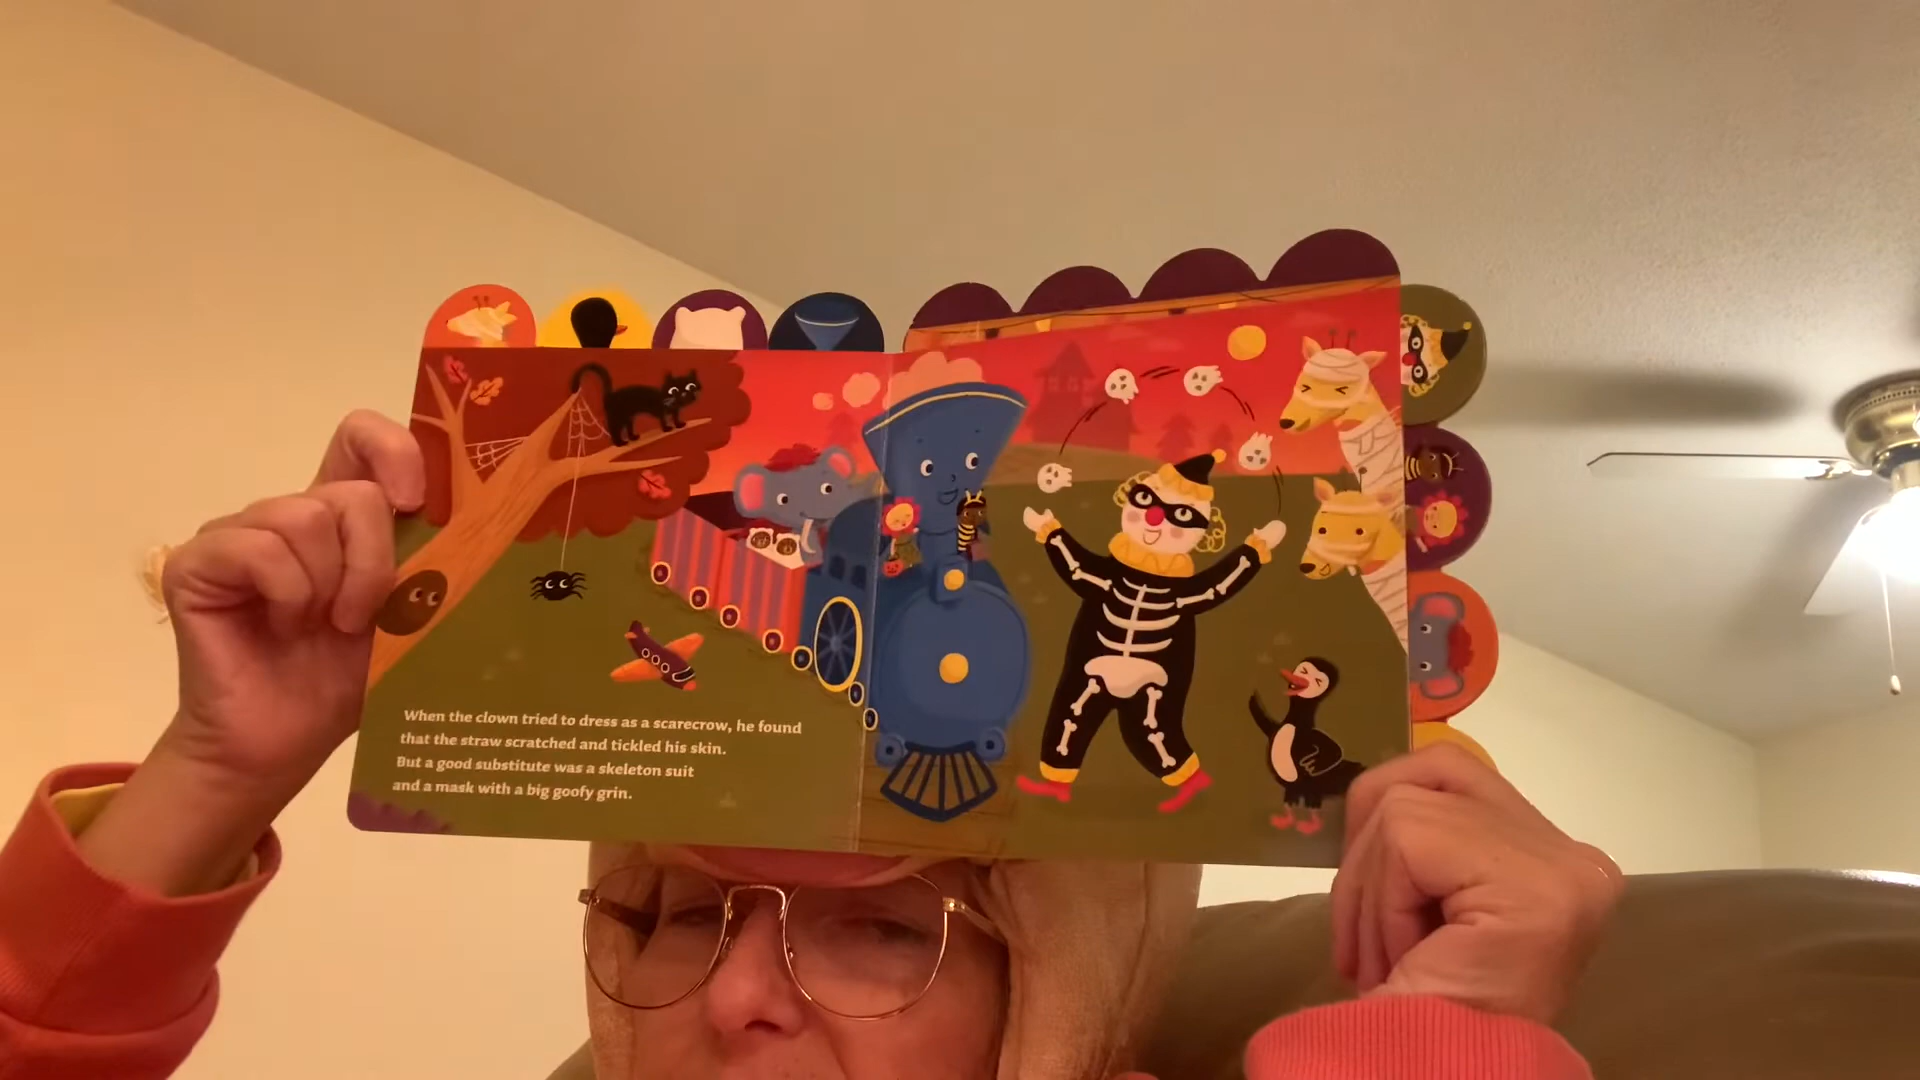 When the clown tried to dress as a scarecrow, he found
that the straw scratched and tickled his skin.
But a good substitute was a skeleton suit
and a mask with a big goofy grin.